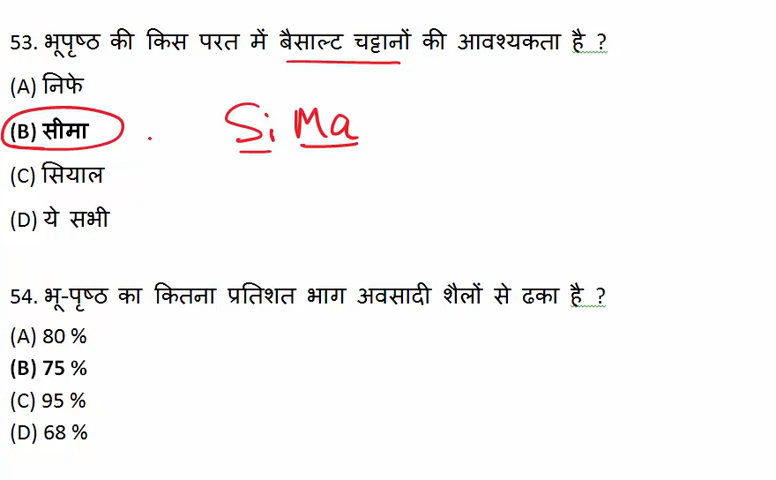 53. भूपृष्ठ की किस परत में बैसाल्ट चट्टानों की आवश्यकता है ?
(A) निफे
(B) सीमा
Si Ma
(C) सियाल
(D) ये सभी
54. भू-पृष्ठ का कितना प्रतिशत भाग अवसादी शैलों से ढका है ?
(A) 80 %
(B) 75 %
(C) 95 %
(D) 68 %